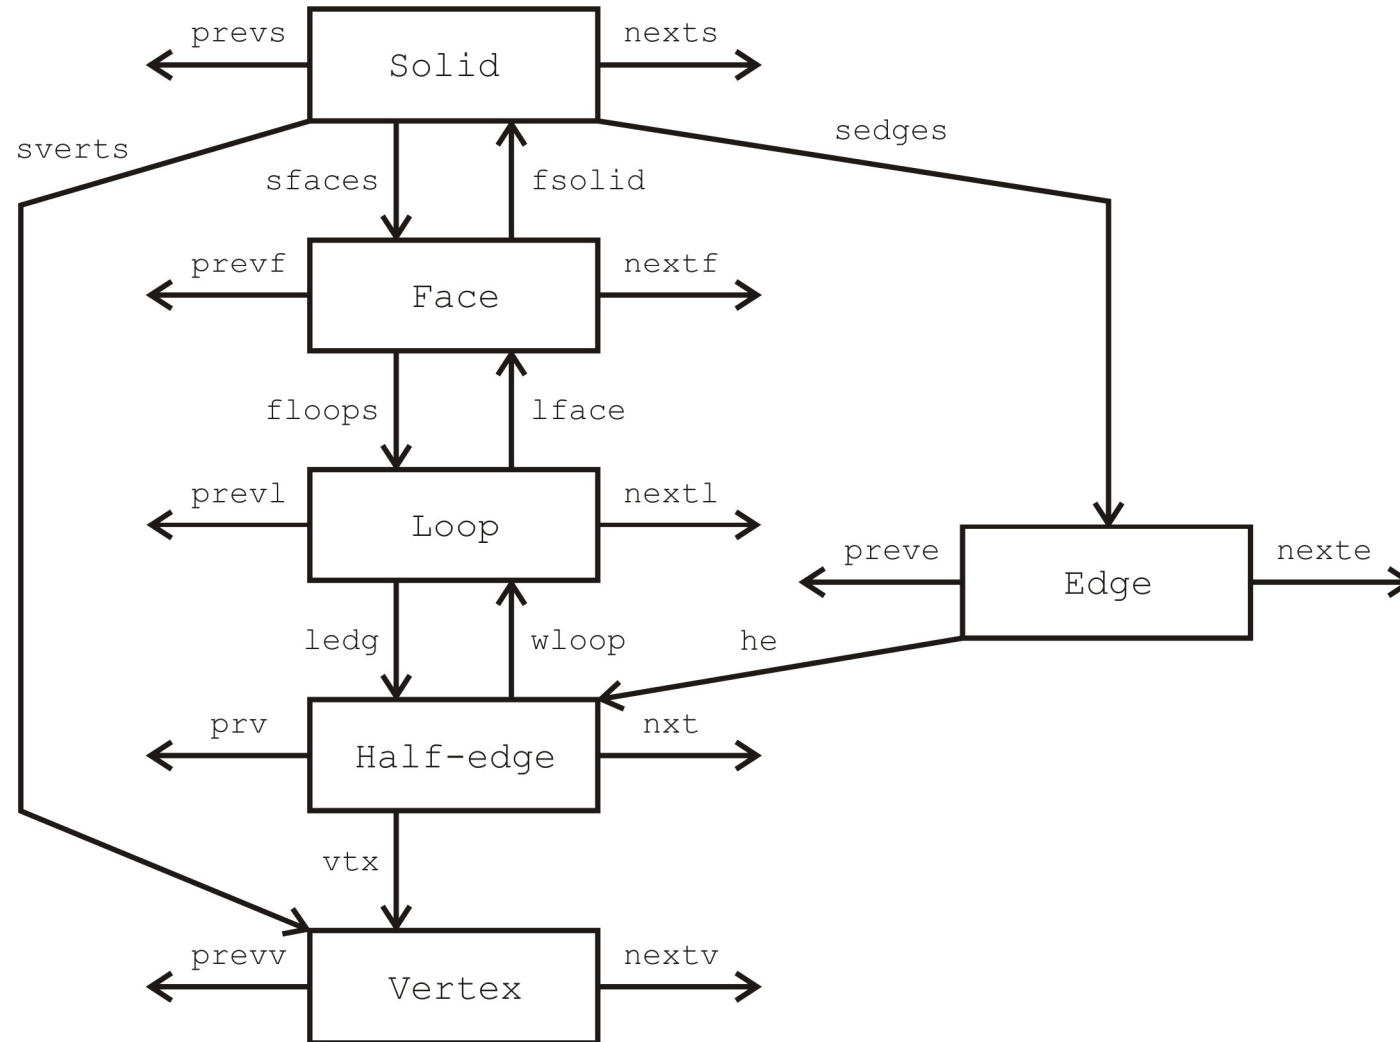 prevs
nexts
Solid
sedges
sverts
sfaces
fsolid
prevf
nextf
Face
floops
lface
prevl
nextl
Loop
preve
nexte
Edge
ledg
wloop
he
prv
nxt
Half-edge
vtx
prevv
nextv
Vertex